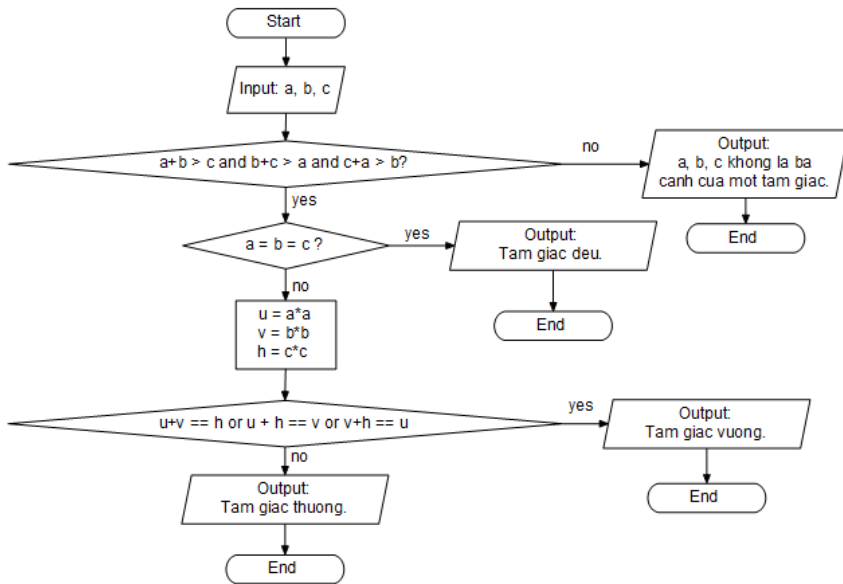 Start
Input: a, b, c
a+b > c and b+c > a and c+a > b?
no
Output:
a, b, c khong la ba
canh cua mot tam giac.
End
yes
a = b = c ?
yes
Output:
Tam giac deu.
End
no
u = a*a
v = b*b
h = c*c
u+v == h or u + h == v or v+h == u
yes
Output:
Tam giac vuong.
End
no
Output:
Tam giac thuong.
End